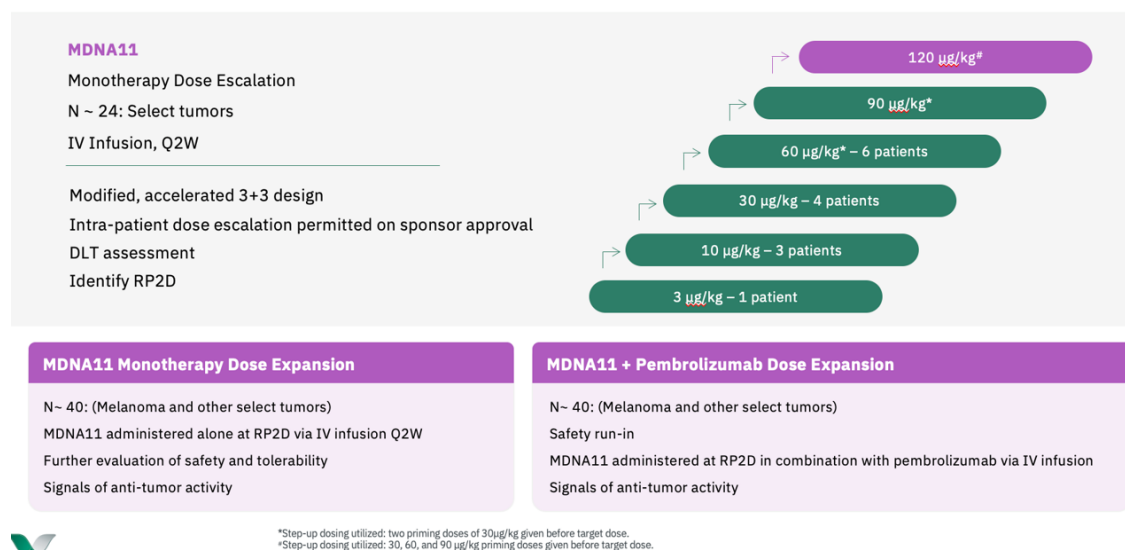 MDNA11
Monotherapy Dose Escalation
N ~ 24: Select tumors
IV Infusion, Q2W
Modified, accelerated 3+3 design
Intra-patient dose escalation permitted on sponsor approval
DLT assessment
Identify RP2D
120 µg/kg#
90 µg/kg*
60 µg/kg* – 6 patients
30 µg/kg – 4 patients
10 µg/kg – 3 patients
3 µg/kg – 1 patient
MDNA11 Monotherapy Dose Expansion
N~ 40: (Melanoma and other select tumors)
MDNA11 administered alone at RP2D via IV infusion Q2W
Further evaluation of safety and tolerability
Signals of anti-tumor activity
MDNA11 + Pembrolizumab Dose Expansion
N~ 40: (Melanoma and other select tumors)
Safety run-in
MDNA11 administered at RP2D in combination with pembrolizumab via IV infusion
Signals of anti-tumor activity
*Step-up dosing utilized: two priming doses of 30µg/kg given before target dose.
#Step-up dosing utilized: 30, 60, and 90 µg/kg priming doses given before target dose.